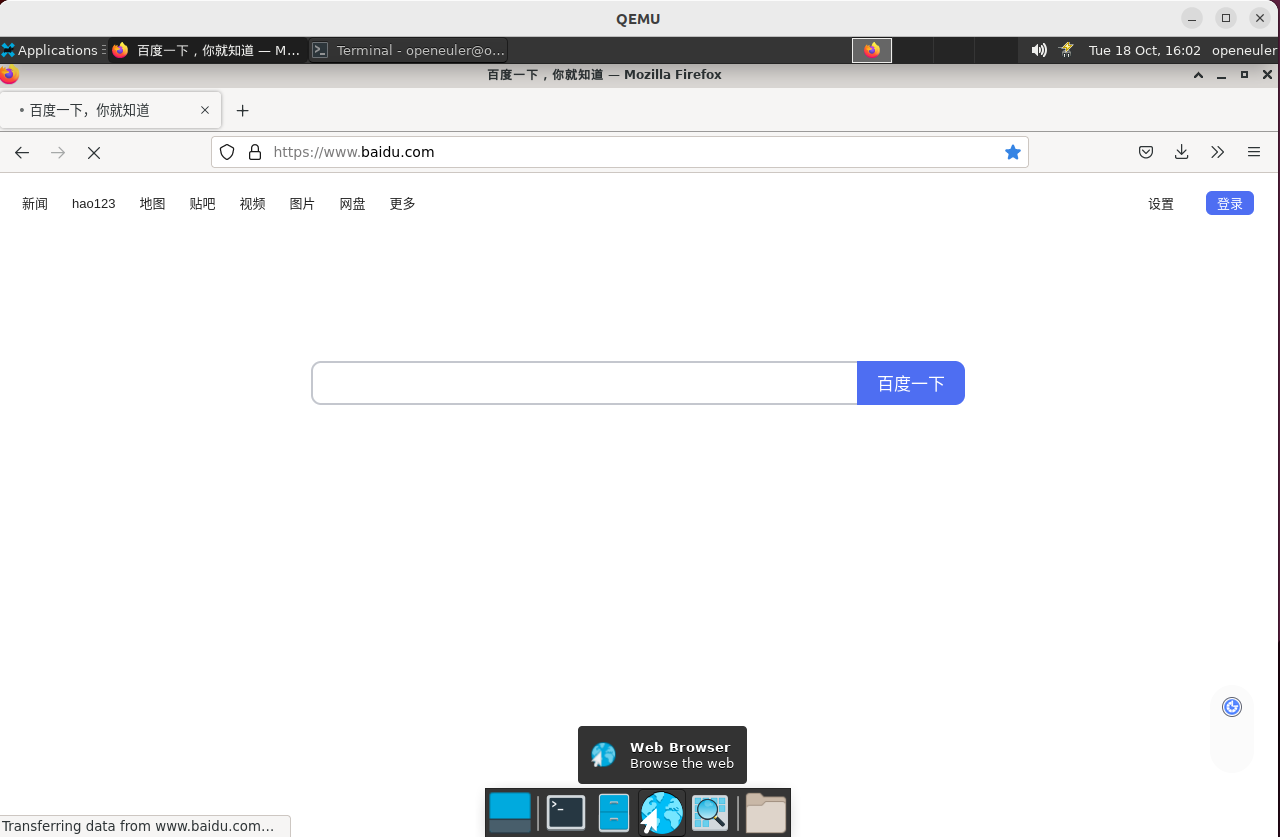 QEMU
Applications 百度一下，你就知道 — M... Terminal - openeuler@o... Tue 18 Oct, 16:02 openeuler
百度一下，你就知道 — Mozilla Firefox
百度一下，你就知道
https://www.baidu.com
新闻 hao123 地图 贴吧 视频 图片 网盘 更多 设置 登录
百度一下
Web Browser
Browse the web
>_
Transferring data from www.baidu.com...